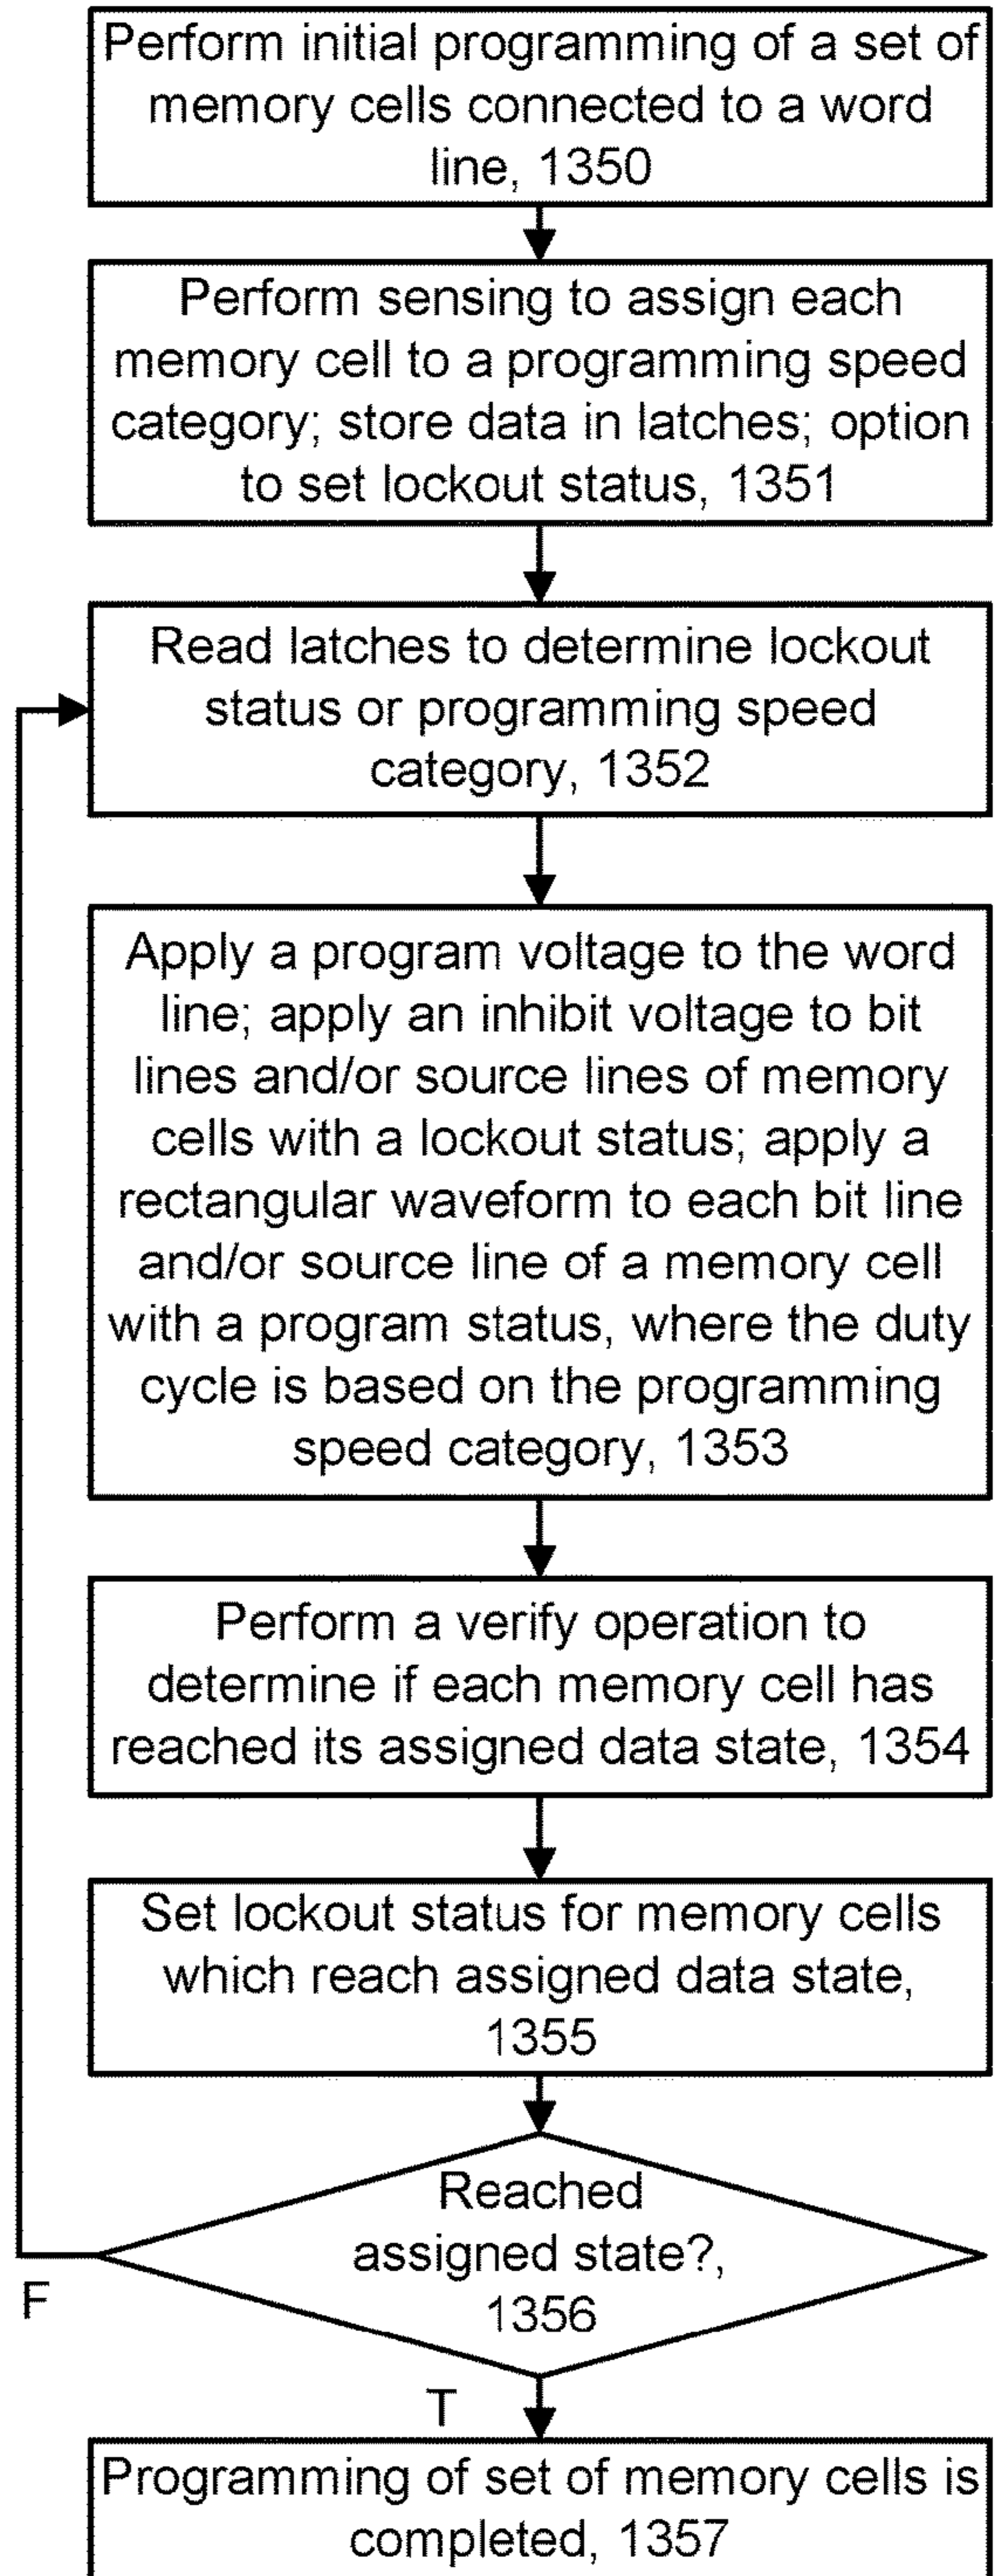 Perform initial programming of a set of
memory cells connected to a word
line, 1350
Perform sensing to assign each
memory cell to a programming speed
category; store data in latches; option
to set lockout status, 1351
Read latches to determine lockout
status or programming speed
category, 1352
Apply a program voltage to the word
line; apply an inhibit voltage to bit
lines and/or source lines of memory
cells with a lockout status; apply a
rectangular waveform to each bit line
and/or source line of a memory cell
with a program status, where the duty
cycle is based on the programming
speed category, 1353
Perform a verify operation to
determine if each memory cell has
reached its assigned data state, 1354
Set lockout status for memory cells
which reach assigned data state,
1355
Reached
assigned state?,
1356
F
T
Programming of set of memory cells is
completed, 1357